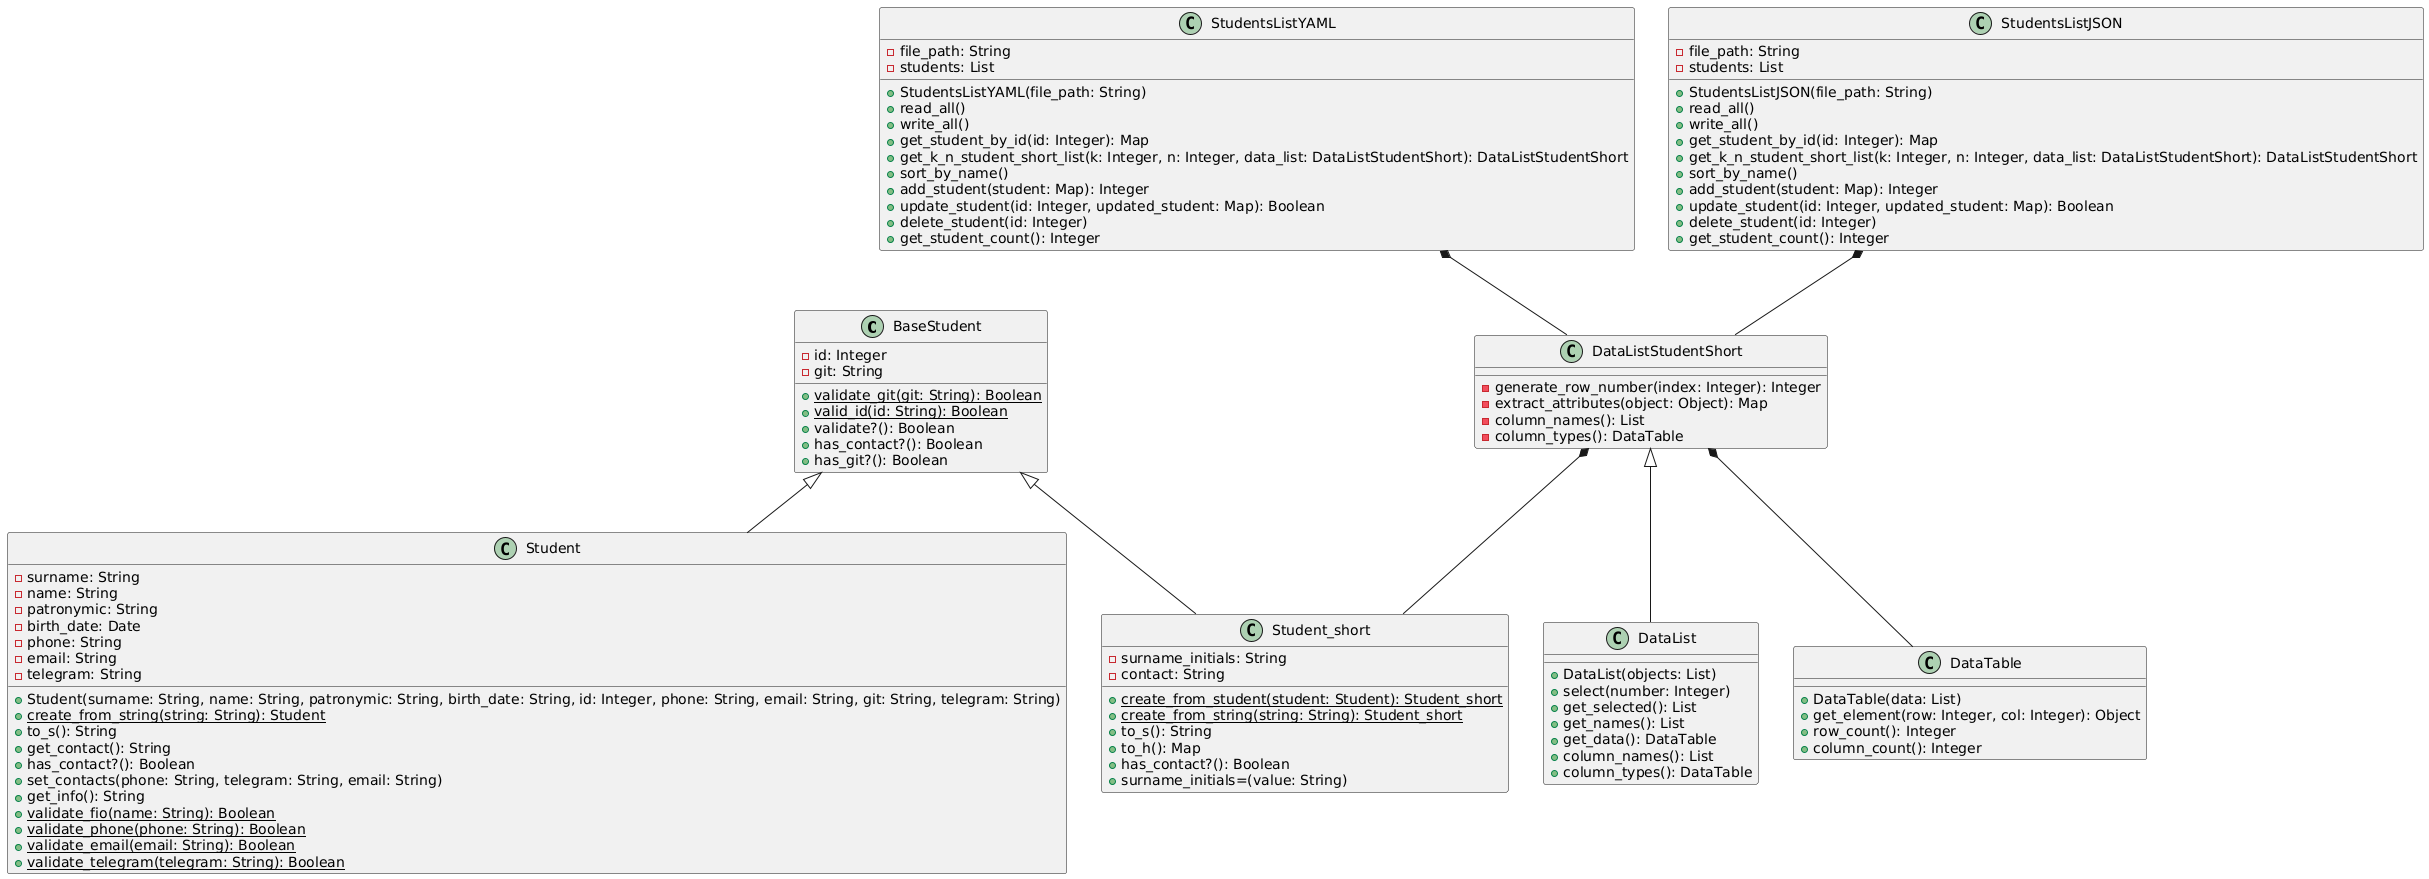 StudentsListYAML
file_path: String
students: List
StudentsListYAML(file_path: String)
read_all()
write_all()
get_student_by_id(id: Integer): Map
get_k_n_student_short_list(k: Integer, n: Integer, data_list: DataListStudentShort): DataListStudentShort
sort_by_name()
add_student(student: Map): Integer
update_student(id: Integer, updated_student: Map): Boolean
delete_student(id: Integer)
get_student_count(): Integer
StudentsListJSON
file_path: String
students: List
StudentsListJSON(file_path: String)
read_all()
write_all()
get_student_by_id(id: Integer): Map
get_k_n_student_short_list(k: Integer, n: Integer, data_list: DataListStudentShort): DataListStudentShort
sort_by_name()
add_student(student: Map): Integer
update_student(id: Integer, updated_student: Map): Boolean
delete_student(id: Integer)
get_student_count(): Integer
BaseStudent
id: Integer
git: String
validate_git(git: String): Boolean
valid_id(id: String): Boolean
validate?(): Boolean
has_contact?(): Boolean
has_git?(): Boolean
DataListStudentShort
generate_row_number(index: Integer): Integer
extract_attributes(object: Object): Map
column_names(): List
column_types(): DataTable
Student
surname: String
name: String
patronymic: String
birth_date: Date
phone: String
email: String
telegram: String
Student(surname: String, name: String, patronymic: String, birth_date: String, id: Integer, phone: String, email: String, git: String, telegram: String)
create_from_string(string: String): Student
to_s(): String
get_contact(): String
has_contact?(): Boolean
set_contacts(phone: String, telegram: String, email: String)
get_info(): String
validate_fio(name: String): Boolean
validate_phone(phone: String): Boolean
validate_email(email: String): Boolean
validate_telegram(telegram: String): Boolean
Student_short
surname_initials: String
contact: String
create_from_student(student: Student): Student_short
create_from_string(string: String): Student_short
to_s(): String
to_h(): Map
has_contact?(): Boolean
surname_initials=(value: String)
DataList
DataList(objects: List)
select(number: Integer)
get_selected(): List
get_names(): List
get_data(): DataTable
column_names(): List
column_types(): DataTable
DataTable
DataTable(data: List)
get_element(row: Integer, col: Integer): Object
row_count(): Integer
column_count(): Integer